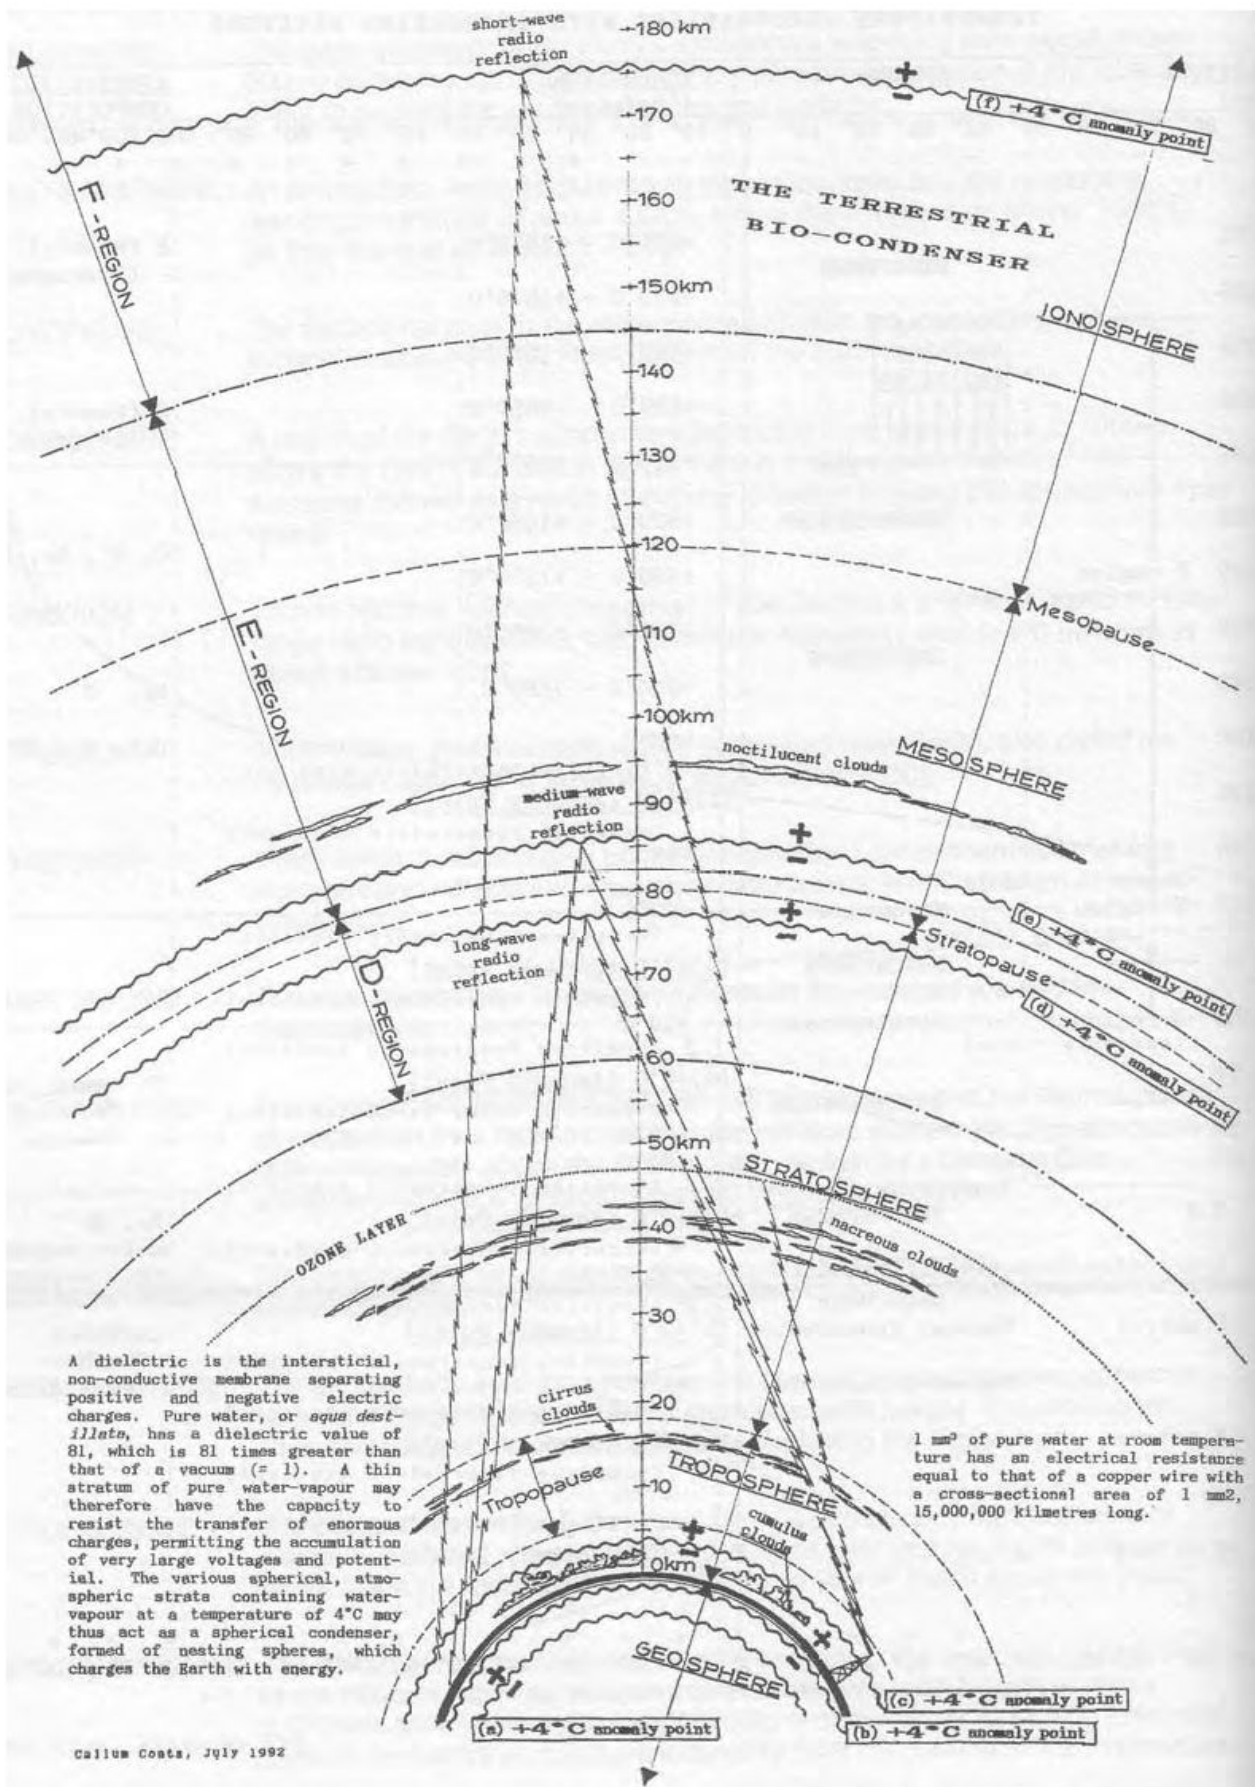 short-wave
radio
reflection
180km
(f) +4°C anomaly point
170
160
THE TERRESTRIAL
BIO-CONDENSER
150km
IONOSPHERE
F-REGION
140
130
120
Mesopause
110
E-REGION
100km
noctilucent clouds
MESOSPHERE
medium-wave
radio
reflection
90
80
(e) +4°C anomaly point
long-wave
radio
reflection
Stratopause
70
(d) +4°C anomaly point
D-REGION
60
50km
STRATOSPHERE
OZONE LAYER
40
nacreous clouds
30
A dielectric is the intersticial,
non-conductive membrane separating
positive and negative electric
charges. Pure water, or aqua dest-
illata, has a dielectric value of
81, which is 81 times greater than
that of a vacuum (= 1). A thin
stratum of pure water-vapour may
therefore have the capacity to
resist the transfer of enormous
charges, permitting the accumulation
of very large voltages and potent-
ial. The various spherical, atmo-
spheric strata containing water-
vapour at a temperature of 4°C may
thus act as a spherical condenser,
formed of nesting spheres, which
charges the Earth with energy.
cirrus
clouds
20
1 mm³ of pure water at room tempera-
ture has an electrical resistance
equal to that of a copper wire with
a cross-sectional area of 1 mm2,
15,000,000 kilmetres long.
Tropopause
TROPOSPHERE
10
cumulus
clouds
0km
GEOSPHERE
(c) +4°C anomaly point
(a) +4°C anomaly point
(b) +4°C anomaly point
Callum Coats, July 1992